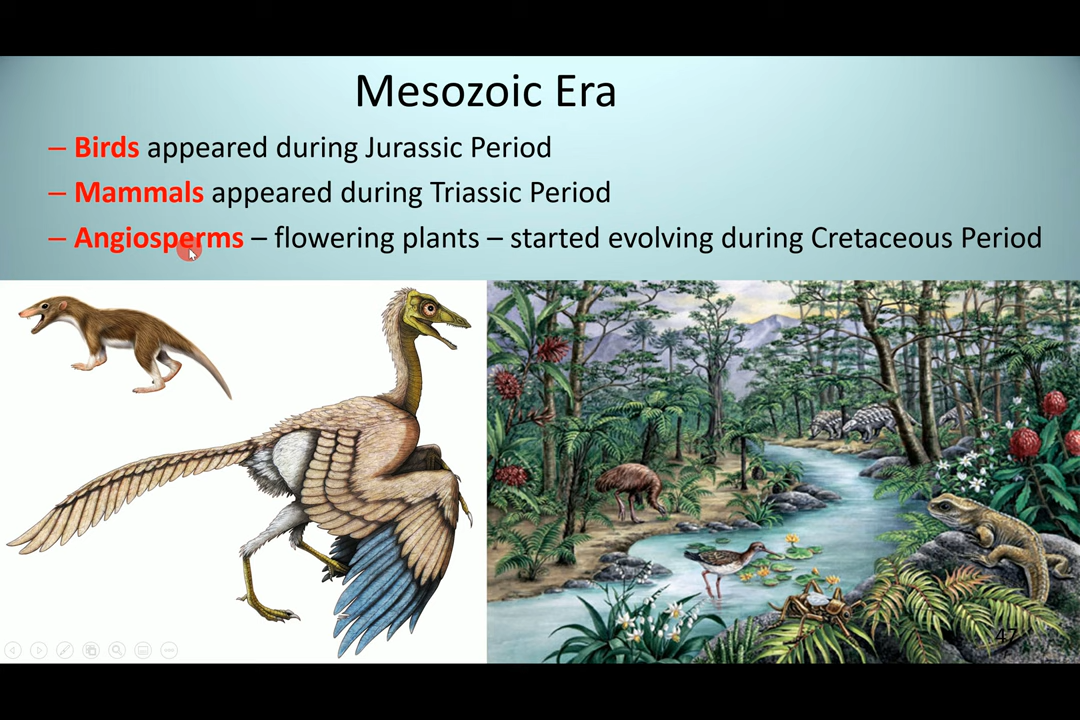 Mesozoic Era
– Birds appeared during Jurassic Period
– Mammals appeared during Triassic Period
– Angiosperms – flowering plants – started evolving during Cretaceous Period
47